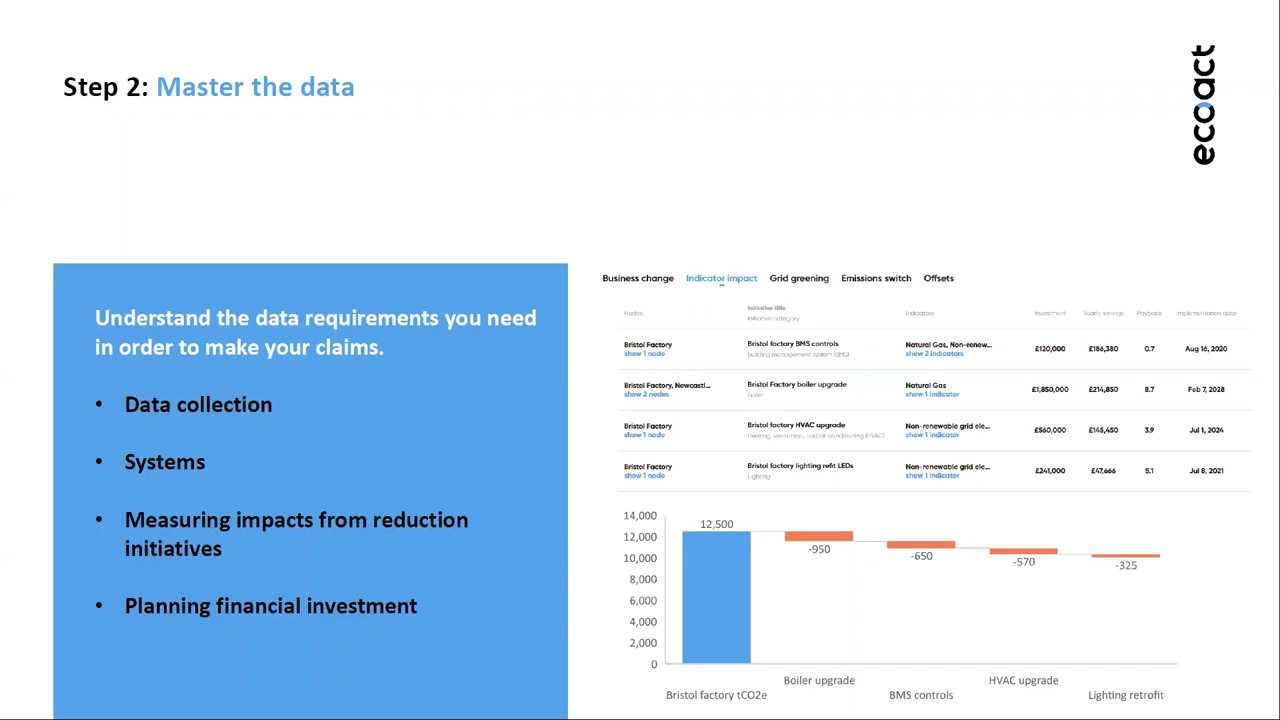 Step 2: Master the data
ecoact
Understand the data requirements you need
in order to make your claims.
• Data collection
• Systems
• Measuring impacts from reduction
initiatives
• Planning financial investment
Business change Indicator impact Grid greening Emissions switch Offsets
Nodes Initiative title Indicators Investment Yearly savings Payback Implementation date
Initiative category
Bristol Factory Bristol factory BMS controls Natural Gas, Non-renew... £120,000 £186,380 0.7 Aug 16, 2020
show 1 node Building management system (BMS) show 2 indicators
Bristol Factory, Newcastl... Bristol Factory boiler upgrade Natural Gas £1,850,000 £214,850 8.7 Feb 7, 2028
show 2 nodes Boiler show 1 indicator
Bristol Factory Bristol factory HVAC upgrade Non-renewable grid ele... £560,000 £145,450 3.9 Jul 1, 2024
show 1 node Heating, ventilation, and air conditioning (HVAC) show 1 indicator
Bristol Factory Bristol factory lighting refit LEDs Non-renewable grid ele... £241,000 £47,666 5.1 Jul 8, 2021
show 1 node Lighting show 1 indicator
14,000
12,000
10,000
8,000
6,000
4,000
2,000
0
12,500
-950
-650
-570
-325
Bristol factory tCO2e
Boiler upgrade
BMS controls
HVAC upgrade
Lighting retrofit